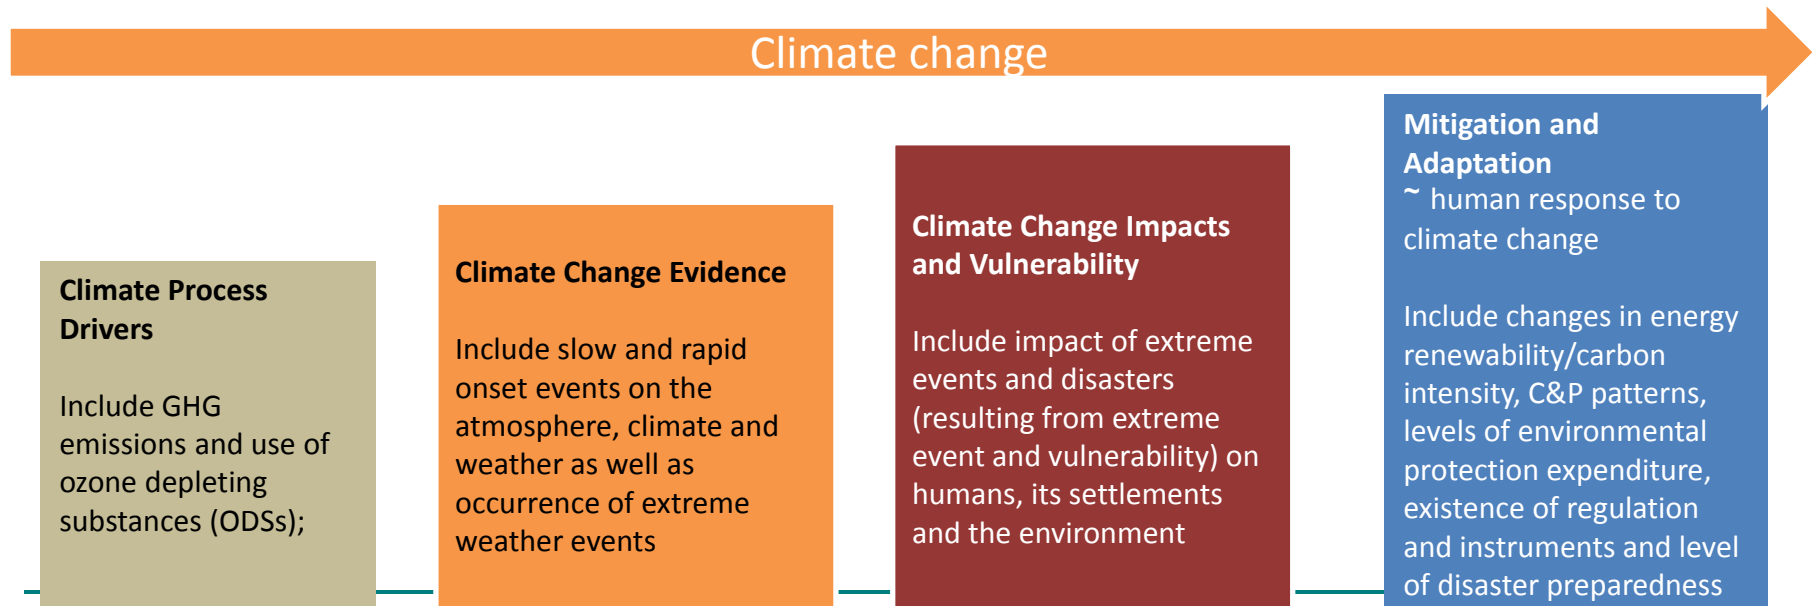 Climate change
Climate Process
Drivers
Include GHG
emissions and use of
ozone depleting
substances (ODSs);
Climate Change Evidence
Include slow and rapid
onset events on the
atmosphere, climate and
weather as well as
occurrence of extreme
weather events
Climate Change Impacts
and Vulnerability
Include impact of extreme
events and disasters
(resulting from extreme
event and vulnerability) on
humans, its settlements
and the environment
Mitigation and
Adaptation
~ human response to
climate change
Include changes in energy
renewability/carbon
intensity, C&P patterns,
levels of environmental
protection expenditure,
existence of regulation
and instruments and level
of disaster preparedness